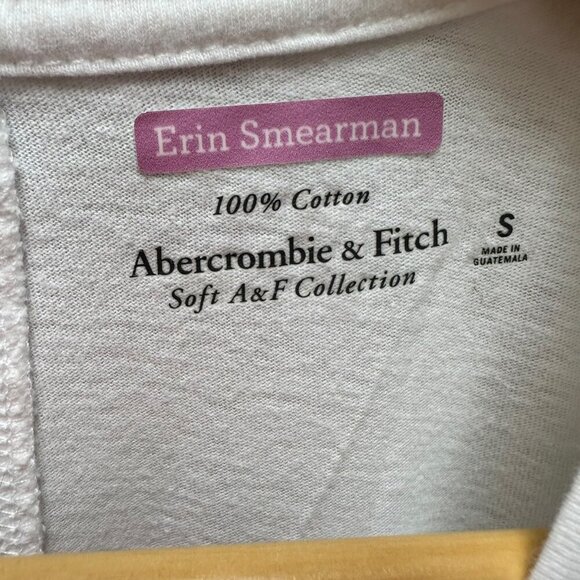 Erin Smearman
100% Cotton
Abercrombie & Fitch
Soft A&F Collection
S
MADE IN
GUATEMALA